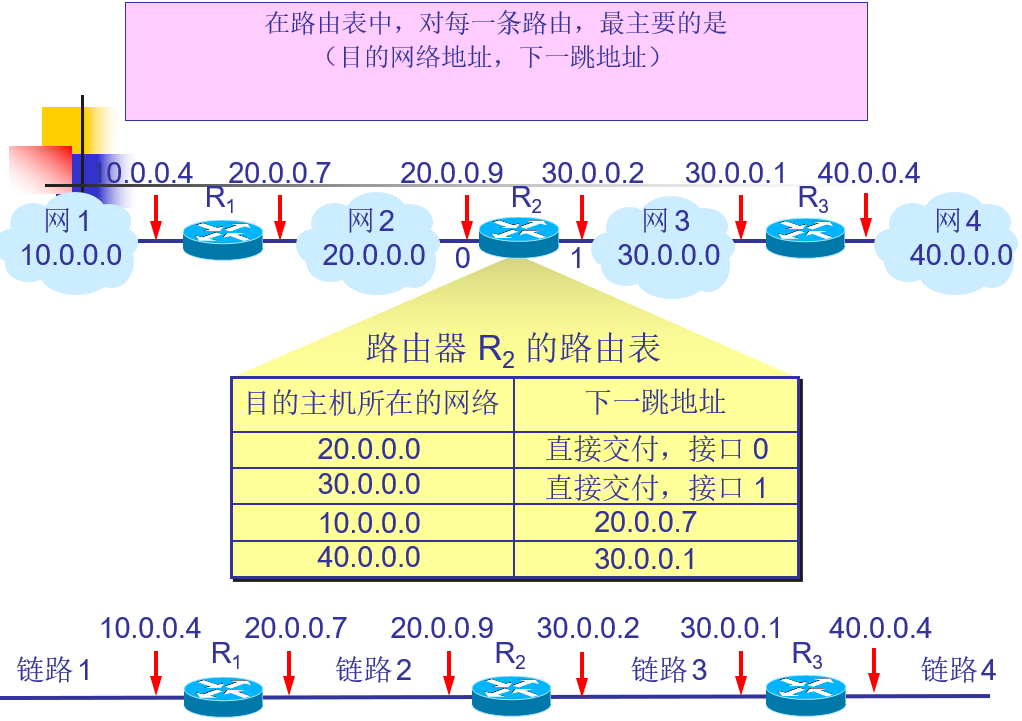 在路由表中，对每一条路由，最主要的是
（目的网络地址，下一跳地址）
10.0.0.4 20.0.0.7 20.0.0.9 30.0.0.2 30.0.0.1 40.0.0.4
R1 R2 R3
网1 网2 网3 网4
10.0.0.0 20.0.0.0 0 1 30.0.0.0 40.0.0.0
路由器 R2 的路由表
目的主机所在的网络 下一跳地址
20.0.0.0 直接交付，接口 0
30.0.0.0 直接交付，接口 1
10.0.0.0 20.0.0.7
40.0.0.0 30.0.0.1
10.0.0.4 20.0.0.7 20.0.0.9 30.0.0.2 30.0.0.1 40.0.0.4
R1 R2 R3
链路1 链路2 链路3 链路4